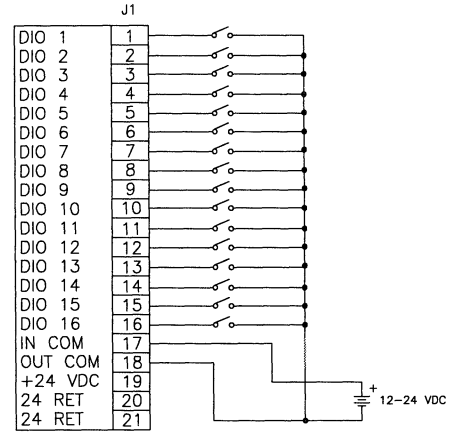 J1
DIO 1 1
DIO 2 2
DIO 3 3
DIO 4 4
DIO 5 5
DIO 6 6
DIO 7 7
DIO 8 8
DIO 9 9
DIO 10 10
DIO 11 11
DIO 12 12
DIO 13 13
DIO 14 14
DIO 15 15
DIO 16 16
IN COM 17
OUT COM 18
+24 VDC 19
24 RET 20
24 RET 21
+
12-24 VDC